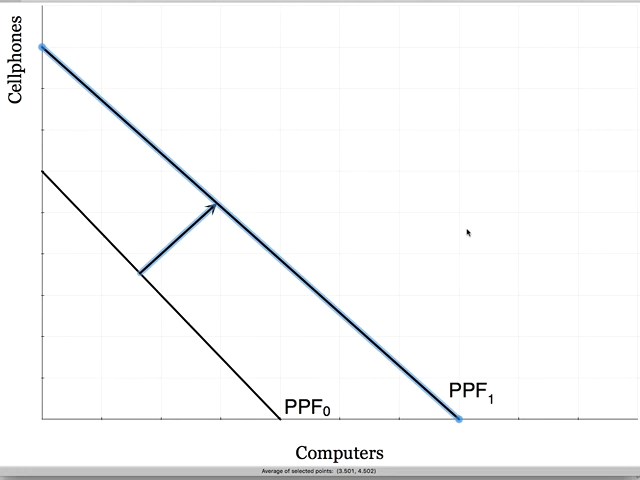 Cellphones
PPF₁
PPF₀
Computers
Average of selected points: (3.501, 4.502)